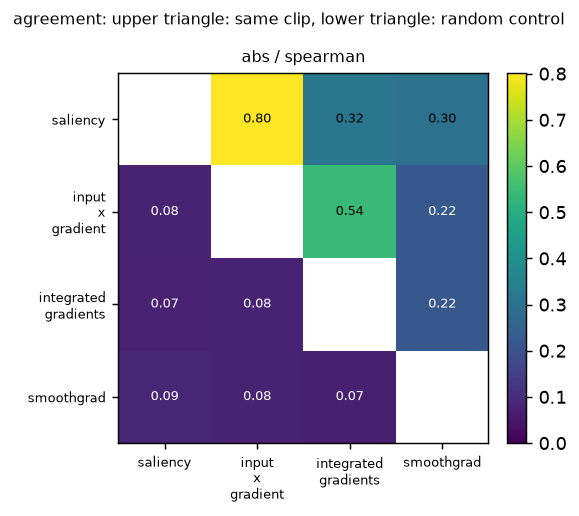 agreement: upper triangle: same clip, lower triangle: random control
abs / spearman
saliency
0.80
0.32
0.30
input
x
gradient
0.08
0.54
0.22
integrated
gradients
0.07
0.08
0.22
smoothgrad
0.09
0.08
0.07
saliency
input
x
gradient
integrated
gradients
smoothgrad
0.8
0.7
0.6
0.5
0.4
0.3
0.2
0.1
0.0